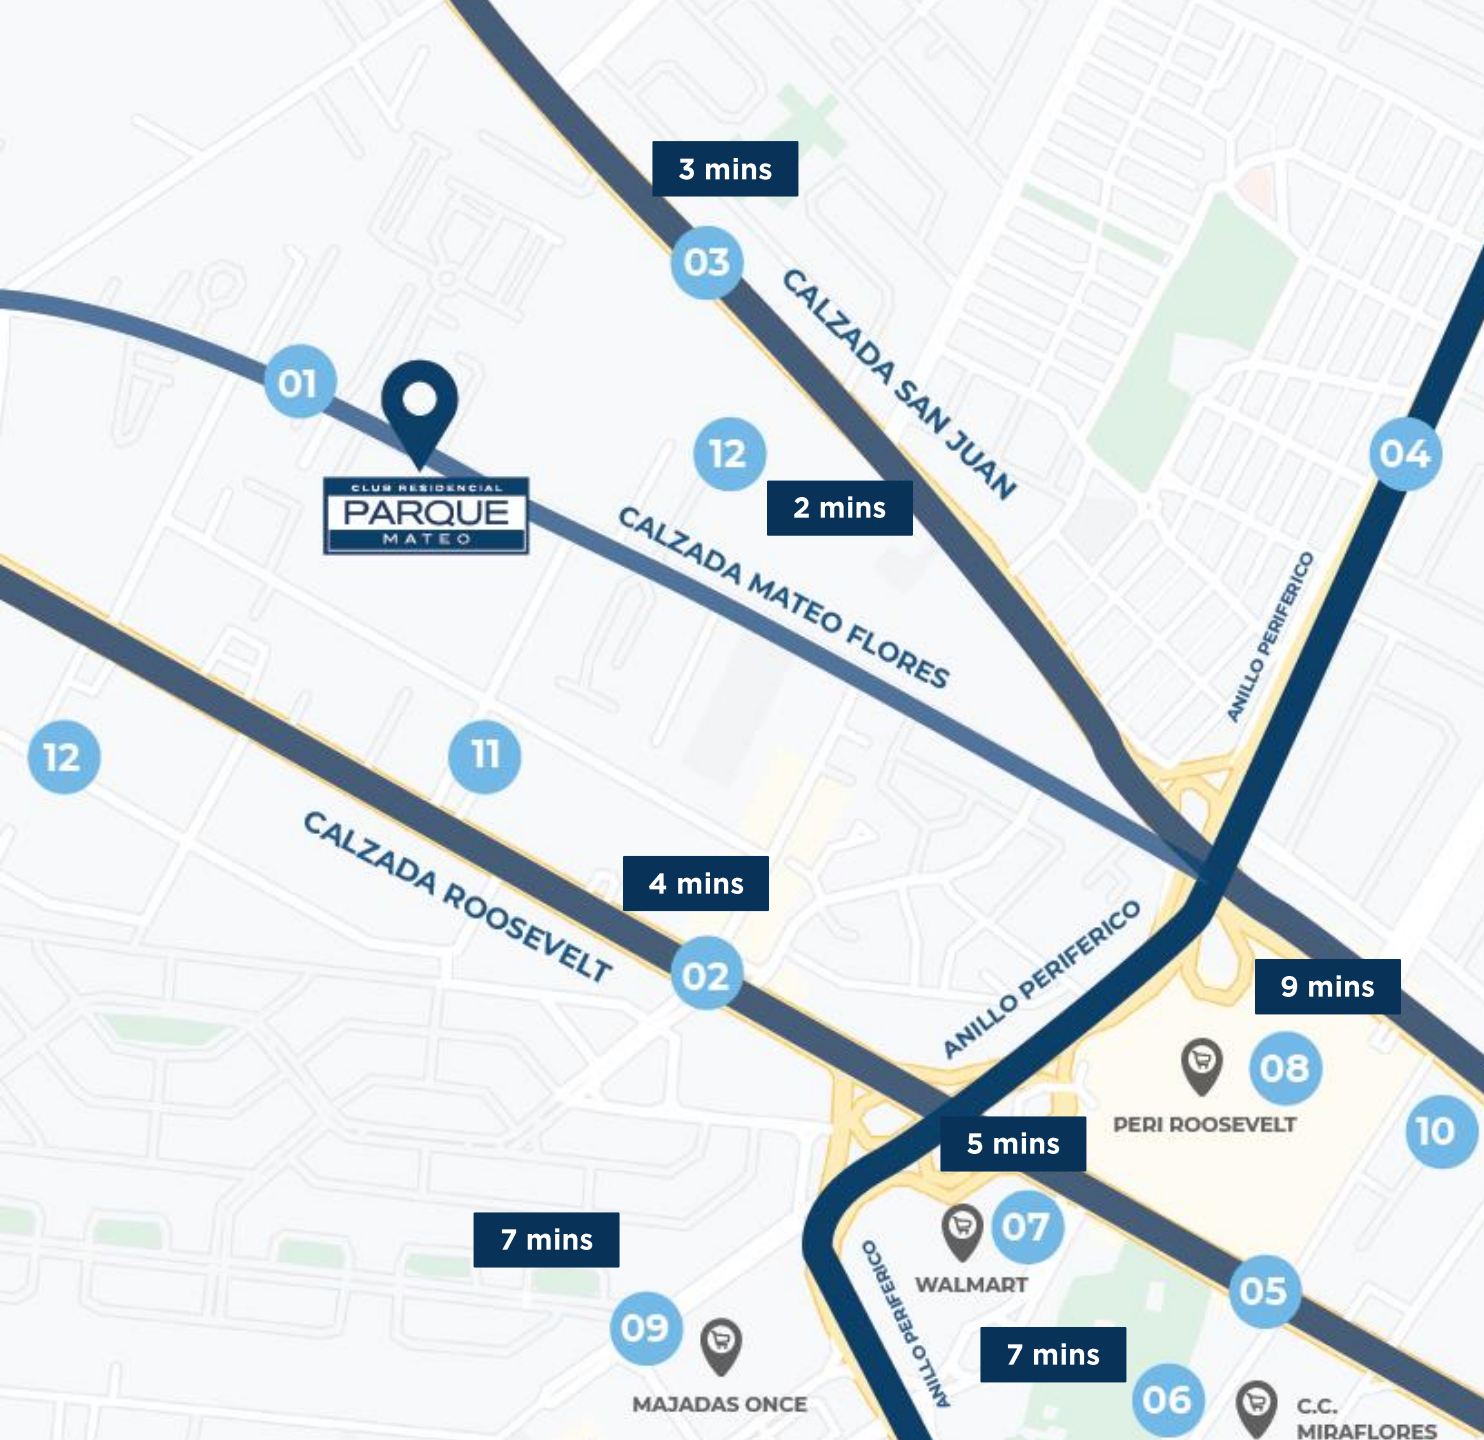 3 mins
03
CALZADA SAN JUAN
01
CLUB RESIDENCIAL
PARQUE
MATEO
12
2 mins
04
CALZADA MATEO FLORES
ANILLO PERIFERICO
12
11
CALZADA ROOSEVELT
4 mins
02
ANILLO PERIFERICO
9 mins
08
PERI ROOSEVELT
10
5 mins
07
WALMART
7 mins
09
MAJADAS ONCE
ANILLO PERIFERICO
05
7 mins
06
C.C.
MIRAFLORES